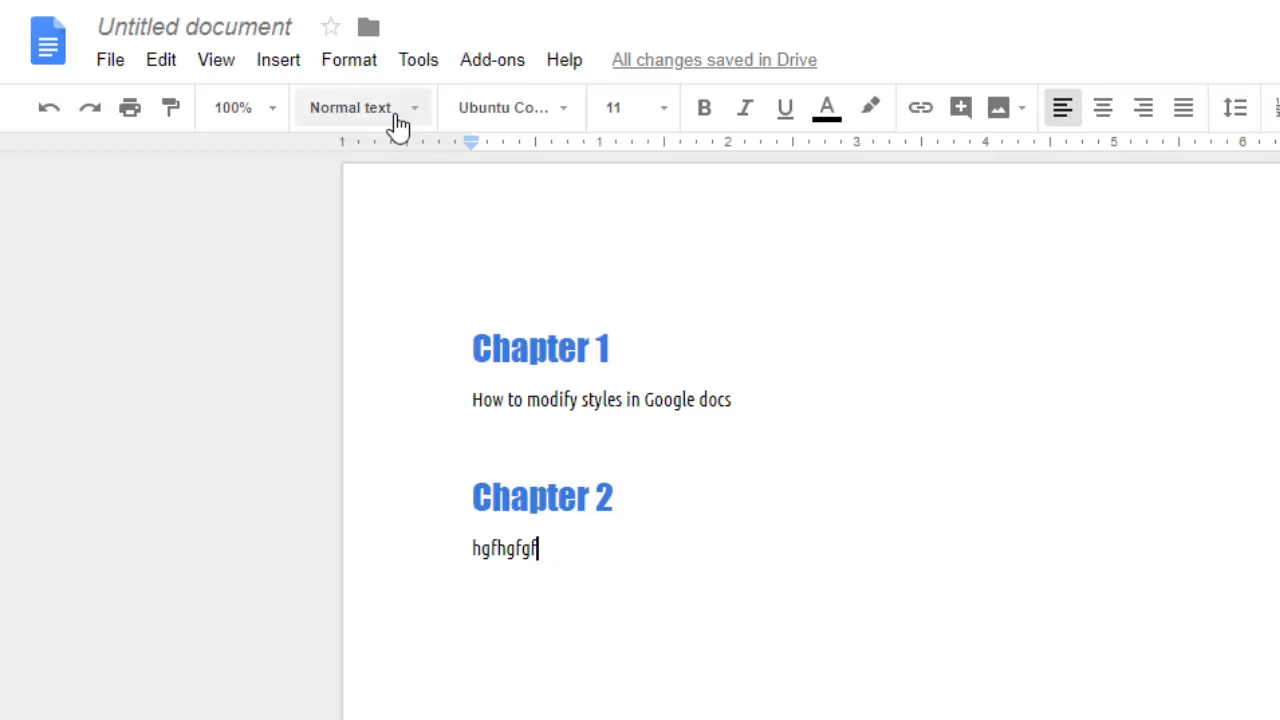 Untitled document
File Edit View Insert Format Tools Add-ons Help All changes saved in Drive
100% Normal text Ubuntu Co... 11 B I U A
1 1 2 3 4 5 6
Chapter 1
How to modify styles in Google docs
Chapter 2
hgfhgfgf